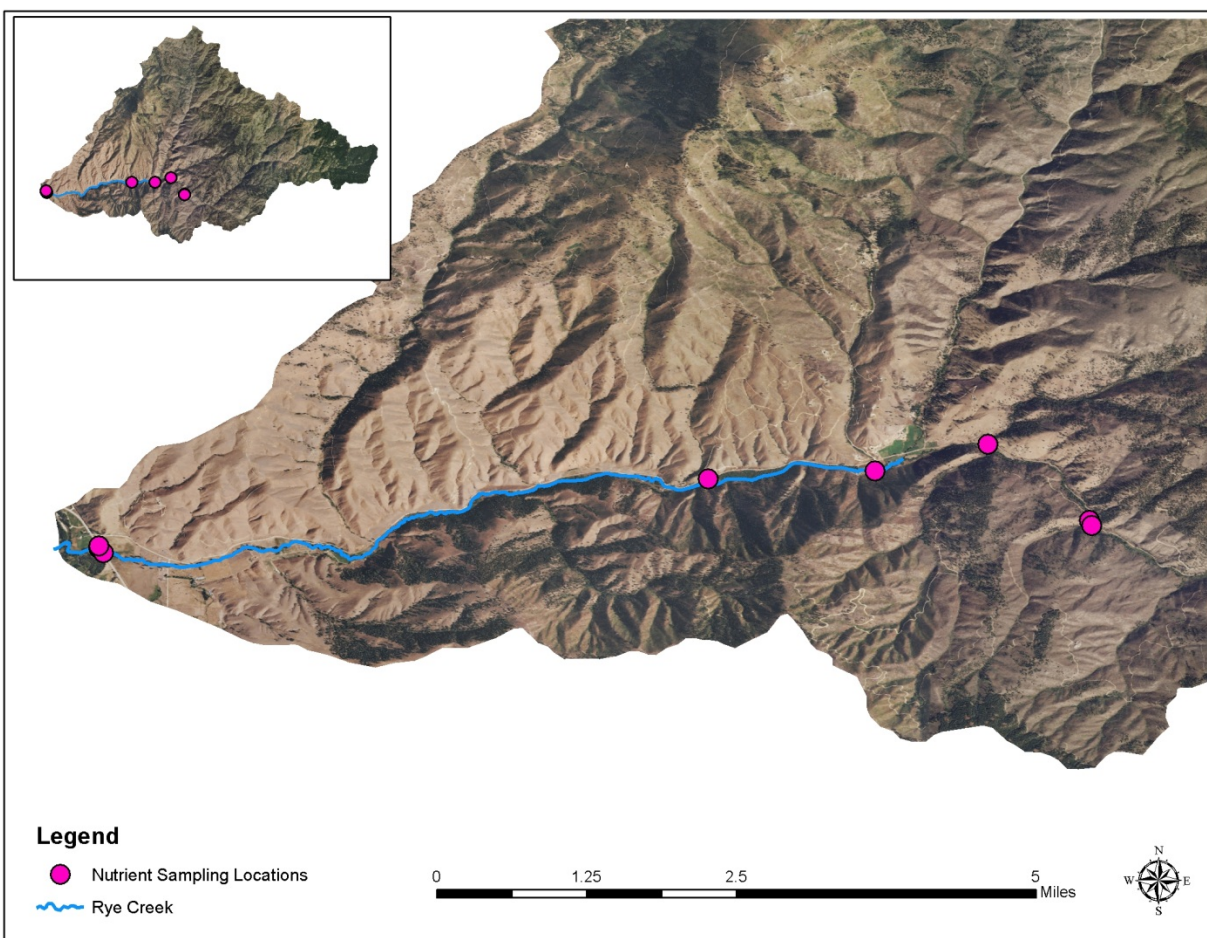 Legend
Nutrient Sampling Locations
Rye Creek
0 1.25 2.5 5
Miles
N
W E
S